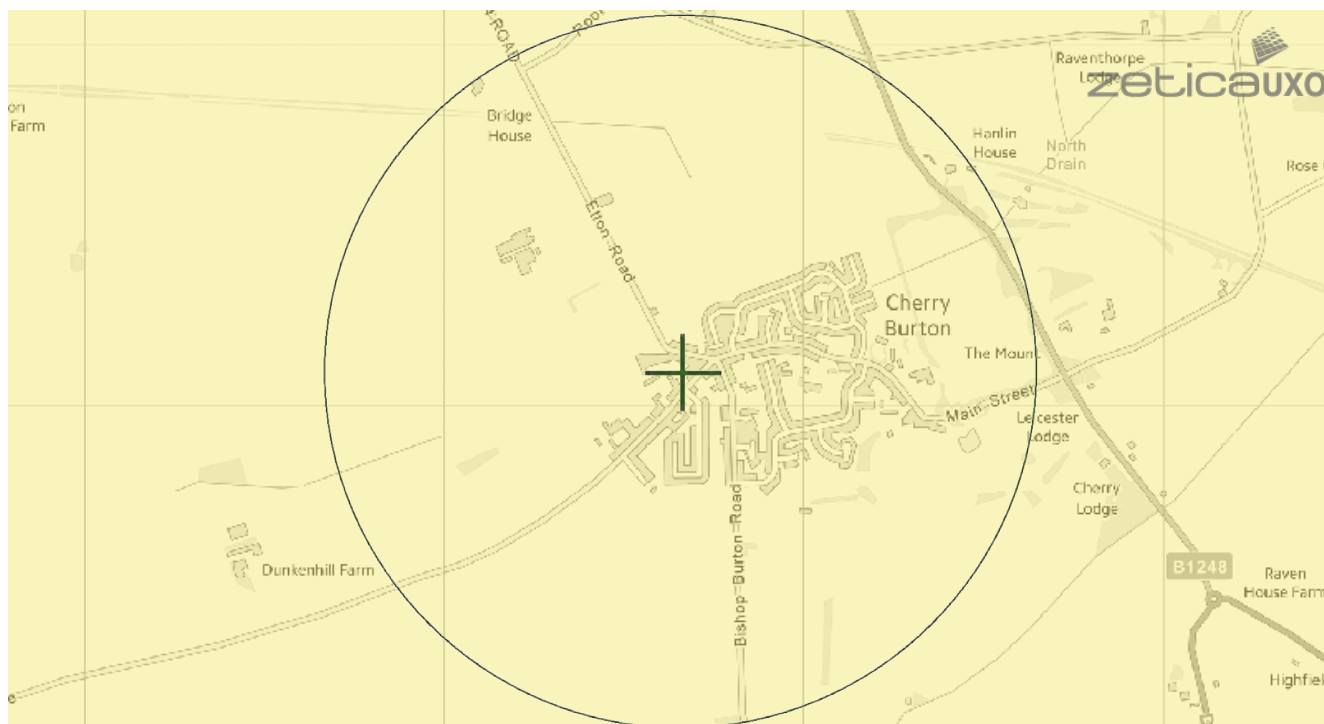 ROAD
zeticauxo
Raventhorpe
Lodge
on
Farm
Bridge
House
Hanlin
House
North
Drain
Rose
Etton Road
Cherry
Burton
The Mount
Main Street
Leicester
Lodge
Cherry
Lodge
Bishop Burton Road
Dunkenhill Farm
B1248
Raven
House Farm
Highfiel